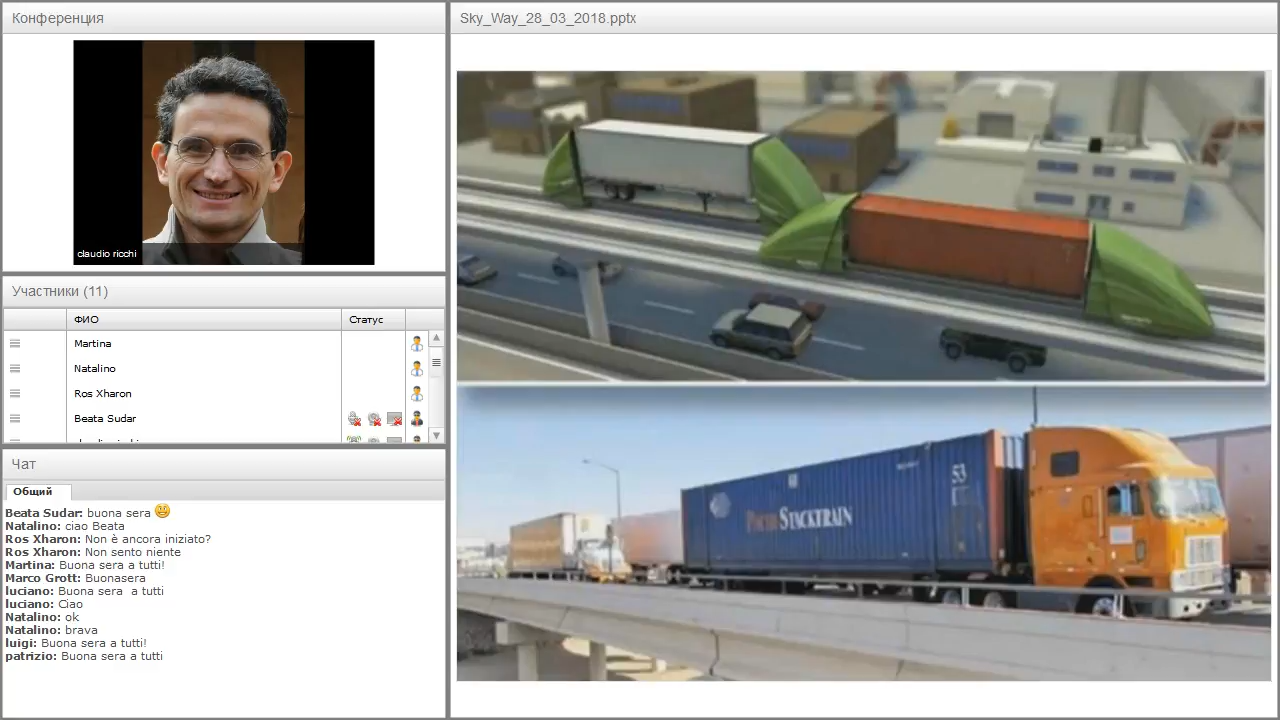 Конференция
claudio ricchi
Участники (11)
ФИО Статус
Martina
Natalino
Ros Xharon
Beata Sudar
Чат
Общий
Beata Sudar: buona sera
Natalino: ciao Beata
Ros Xharon: Non è ancora iniziato?
Ros Xharon: Non sento niente
Martina: Buona sera a tutti!
Marco Grott: Buonasera
luciano: Buona sera a tutti
luciano: Ciao
Natalino: ok
Natalino: brava
luigi: Buona sera a tutti!
patrizio: Buona sera a tutti
Sky_Way_28_03_2018.pptx
53
STACKTRAIN